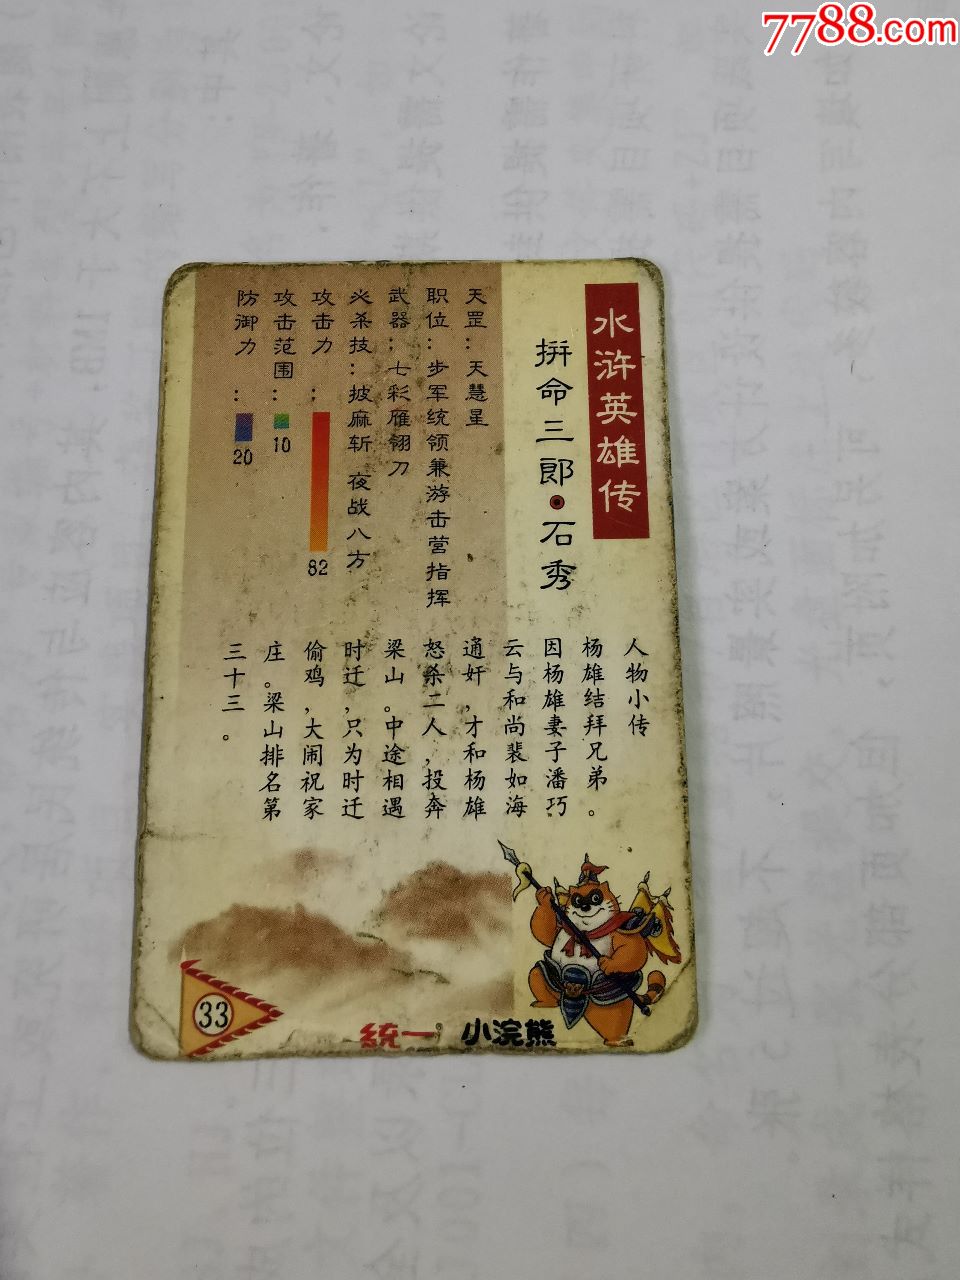 7788.com
水浒英雄传
拚命三郎·石秀
天罡：天慧星
职位：步军统领兼游击营指挥
武器：七彩雁翎刀
必杀技：披麻斩 夜战八方
攻击力：82
攻击范围：10
防御力：20
人物小传
杨雄结拜兄弟。
因杨雄妻子潘巧
云与和尚裴如海
通奸，才和杨雄
怒杀二人，投奔
梁山。中途相遇
时迁，只为时迁
偷鸡，大闹祝家
庄。梁山排名第
三十三。
33
統一 小浣熊